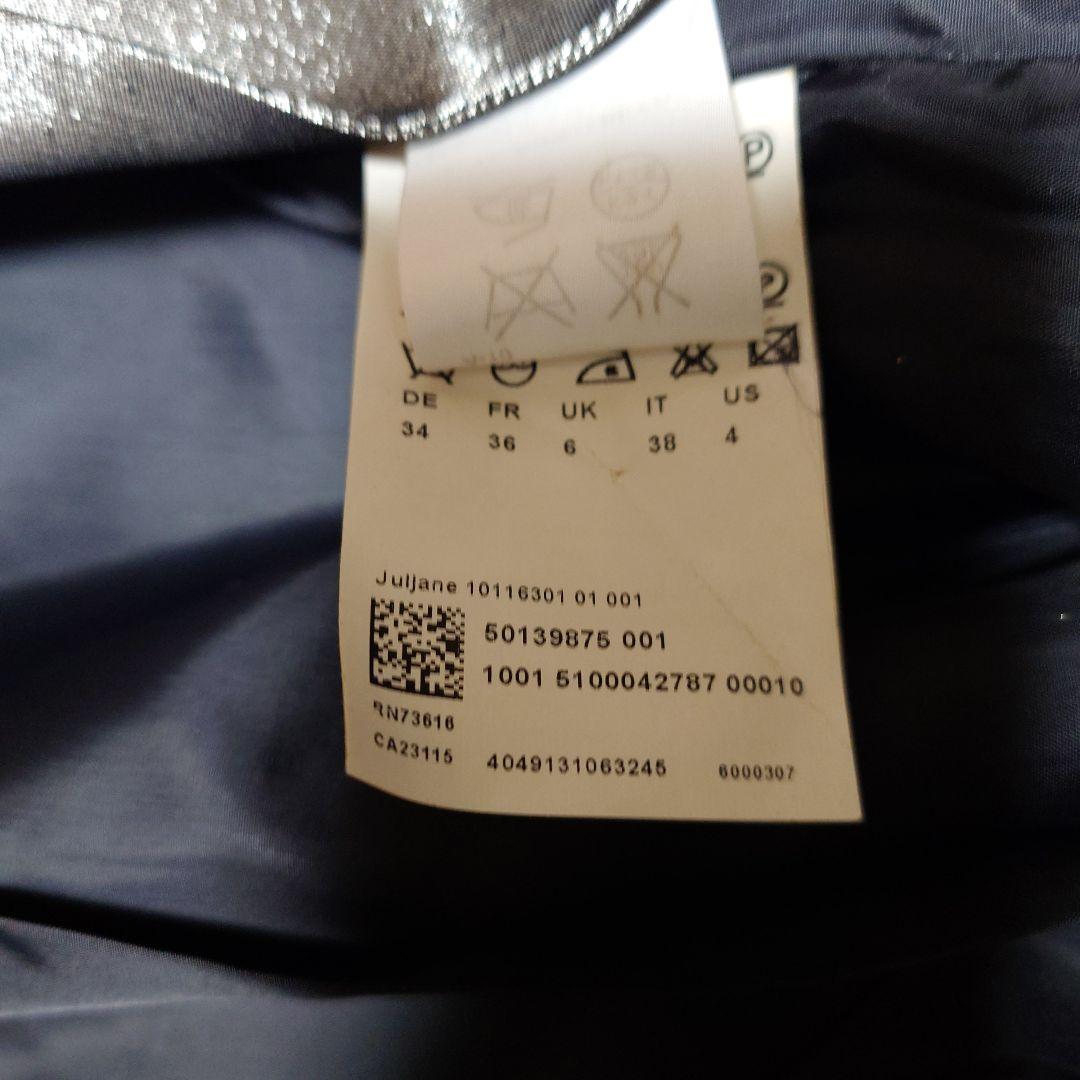 P
P
DE FR UK IT US
34 36 6 38 4
Juljane 10116301 01 001
50139875 001
1001 5100042787 00010
RN73616
CA23115 4049131063245 6000307